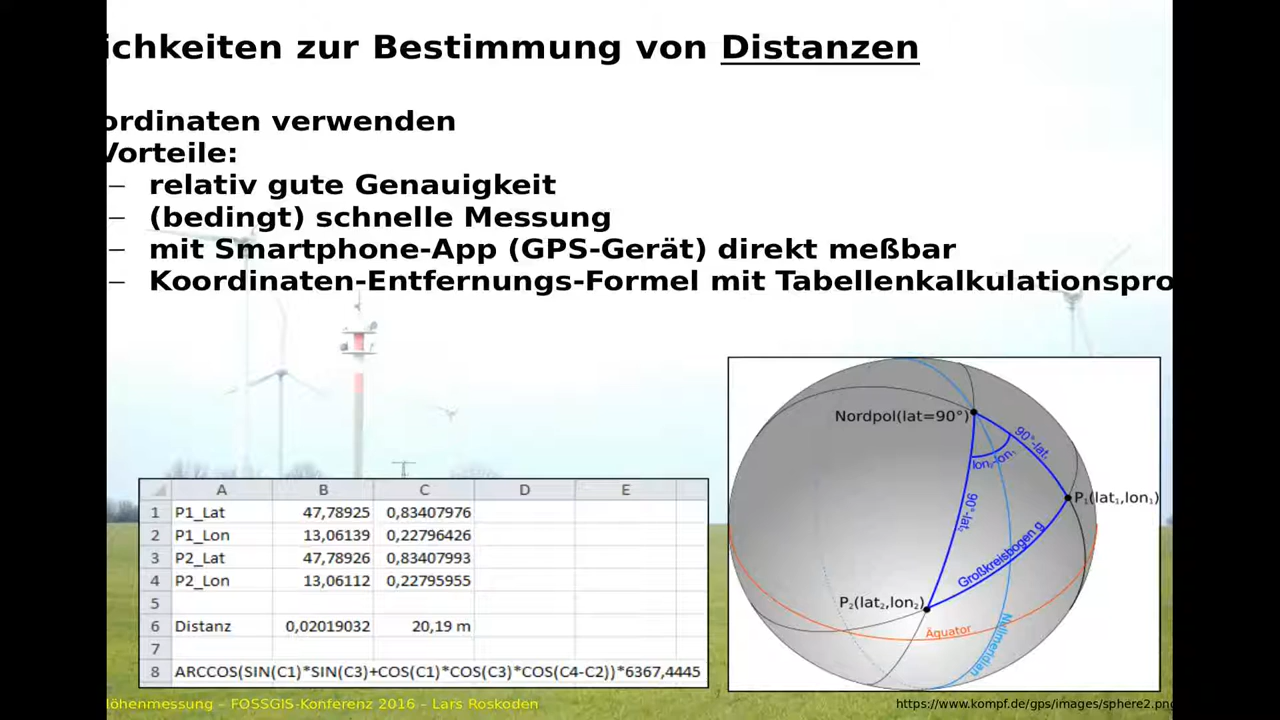 ichkeiten zur Bestimmung von Distanzen
ordinaten verwenden
Vorteile:
– relativ gute Genauigkeit
– (bedingt) schnelle Messung
– mit Smartphone-App (GPS-Gerät) direkt meßbar
– Koordinaten-Entfernungs-Formel mit Tabellenkalkulationspro
A B C D E
1 P1_Lat 47,78925 0,83407976
2 P1_Lon 13,06139 0,22796426
3 P2_Lat 47,78926 0,83407993
4 P2_Lon 13,06112 0,22795955
5
6 Distanz 0,02019032 20,19 m
7
8 ARCCOS(SIN(C1)*SIN(C3)+COS(C1)*COS(C3)*COS(C4-C2))*6367,4445
Nordpol(lat=90°)
90°-lat₁
lon₂-lon₁
P₁(lat₁,lon₁)
90°-lat₂
Großkreisbogen g
P₂(lat₂,lon₂)
Äquator
Nullmeridian
öhenmessung – FOSSGIS-Konferenz 2016 – Lars Roskoden
https://www.kompf.de/gps/images/sphere2.png